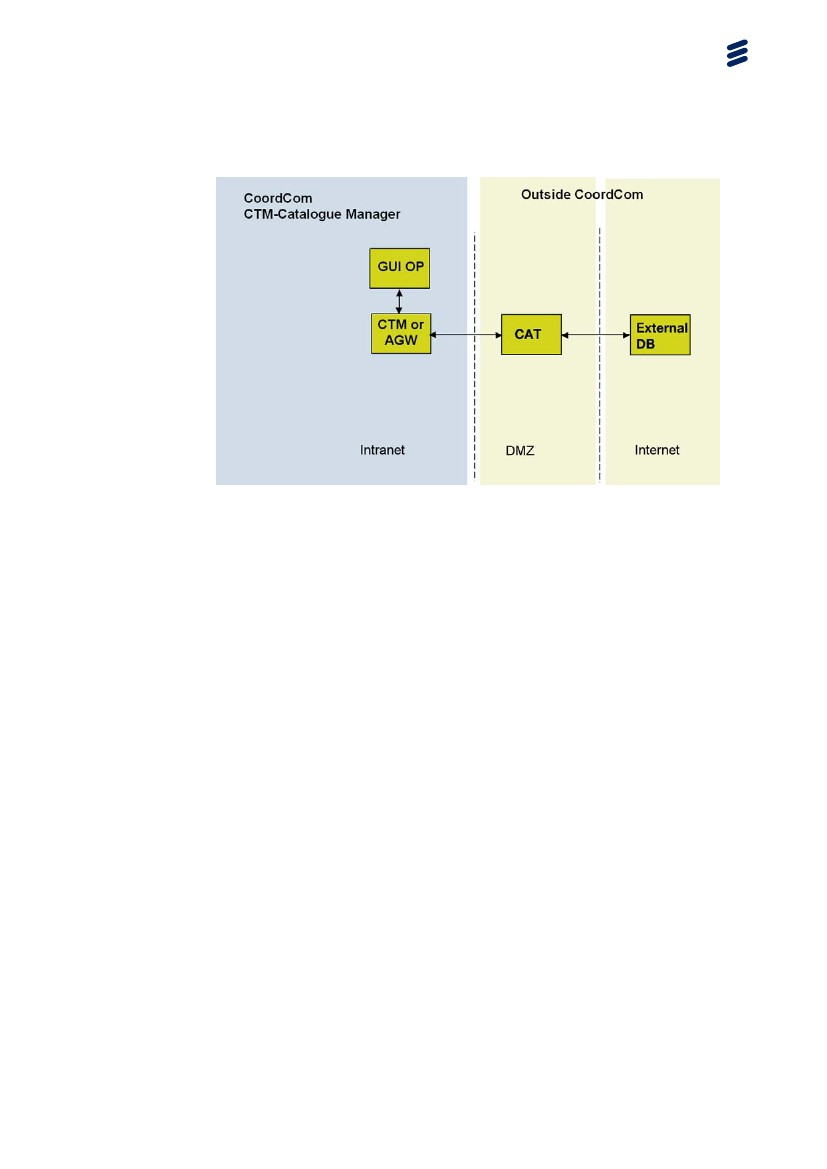 CoordCom
CTM-Catalogue Manager
Outside CoordCom
GUI OP
CTM or
AGW
CAT
External
DB
Intranet
DMZ
Internet